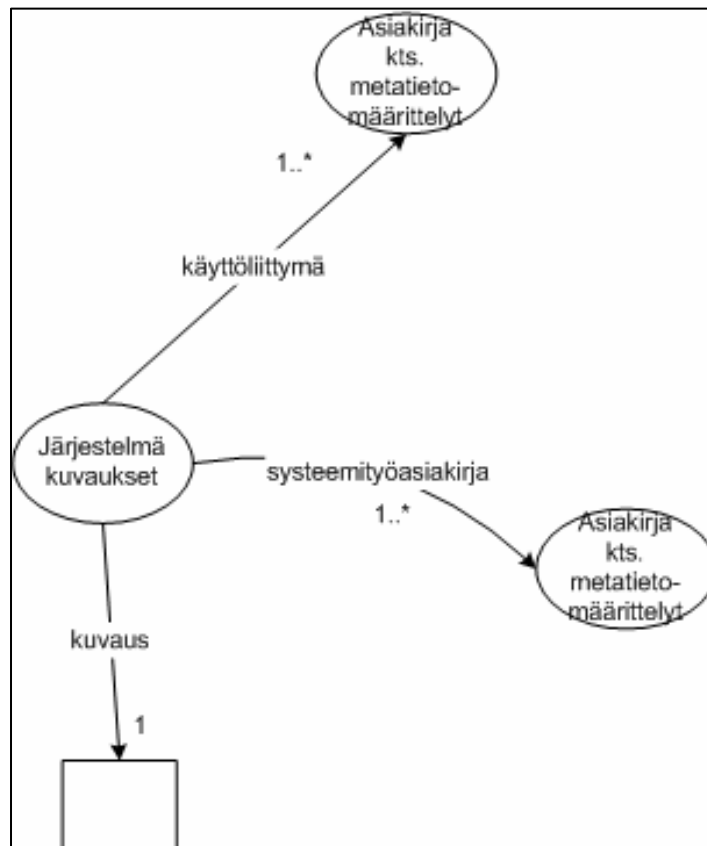 Asiakirja
kts.
metatieto-
määrittelyt
1..*
käyttöliittymä
Järjestelmä
kuvaukset
systeemityöasiakirja
1..*
Asiakirja
kts.
metatieto-
määrittelyt
kuvaus
1